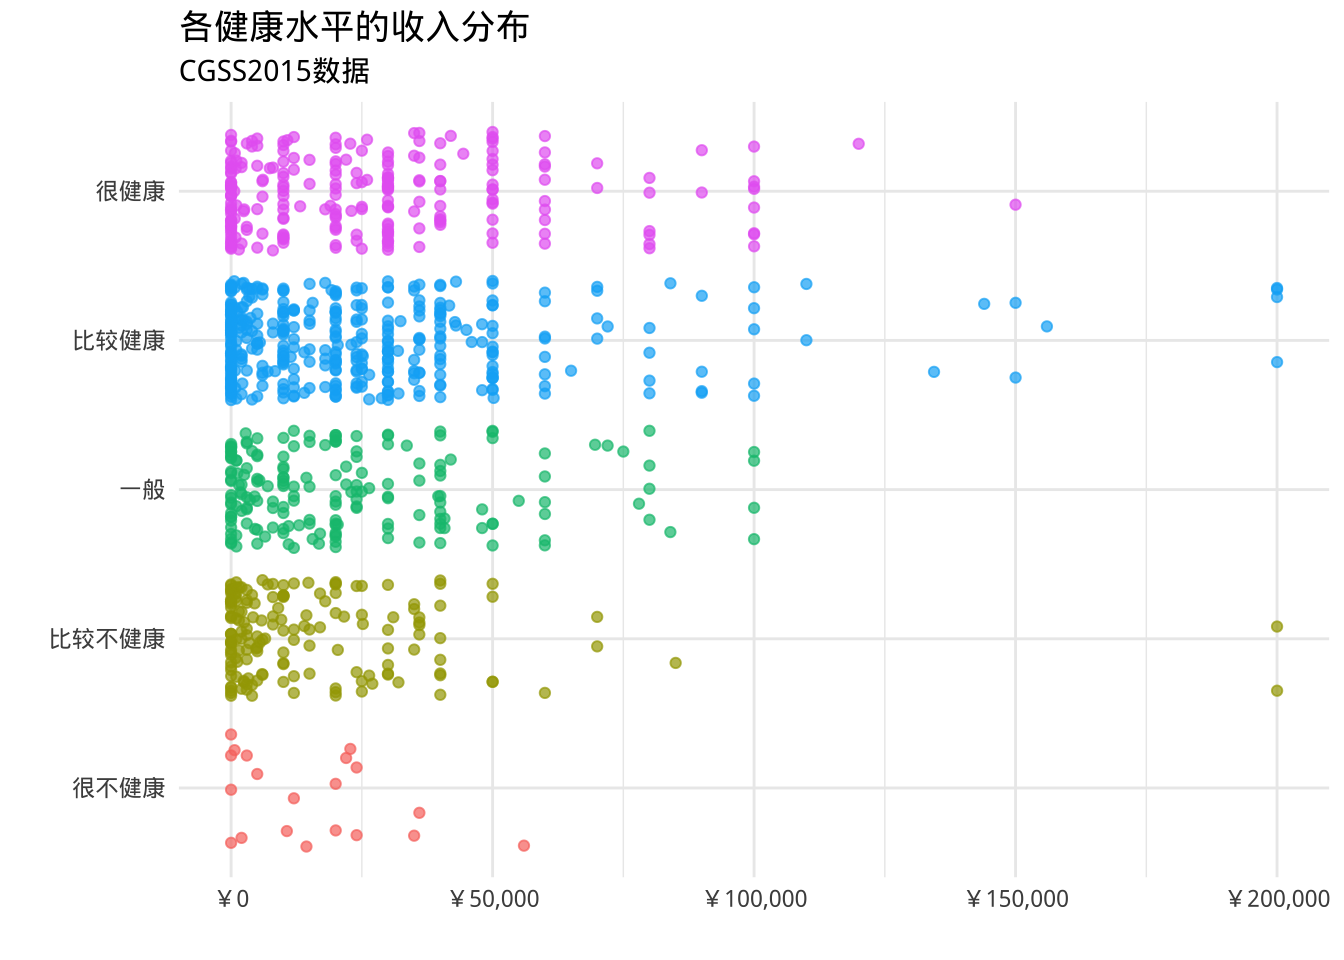 各健康水平的收入分布
CGSS2015数据
很健康
比较健康
一般
比较不健康
很不健康
¥0
¥50,000
¥100,000
¥150,000
¥200,000